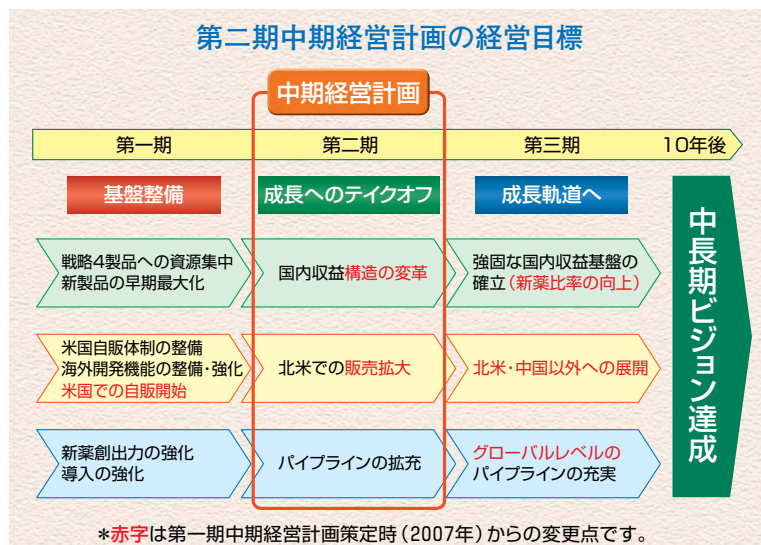 第二期中期経営計画の経営目標
中期経営計画
第一期
第二期
第三期
10年後
基盤整備
成長へのテイクオフ
成長軌道へ
戦略4製品への資源集中
新製品の早期最大化
国内収益構造の変革
強固な国内収益基盤の
確立(新薬比率の向上)
米国自販体制の整備
海外開発機能の整備・強化
米国での自販開始
北米での販売拡大
北米・中国以外への展開
新薬創出力の強化
導入の強化
パイプラインの拡充
グローバルレベルの
パイプラインの充実
中長期ビジョン達成
*赤字は第一期中期経営計画策定時(2007年)からの変更点です。